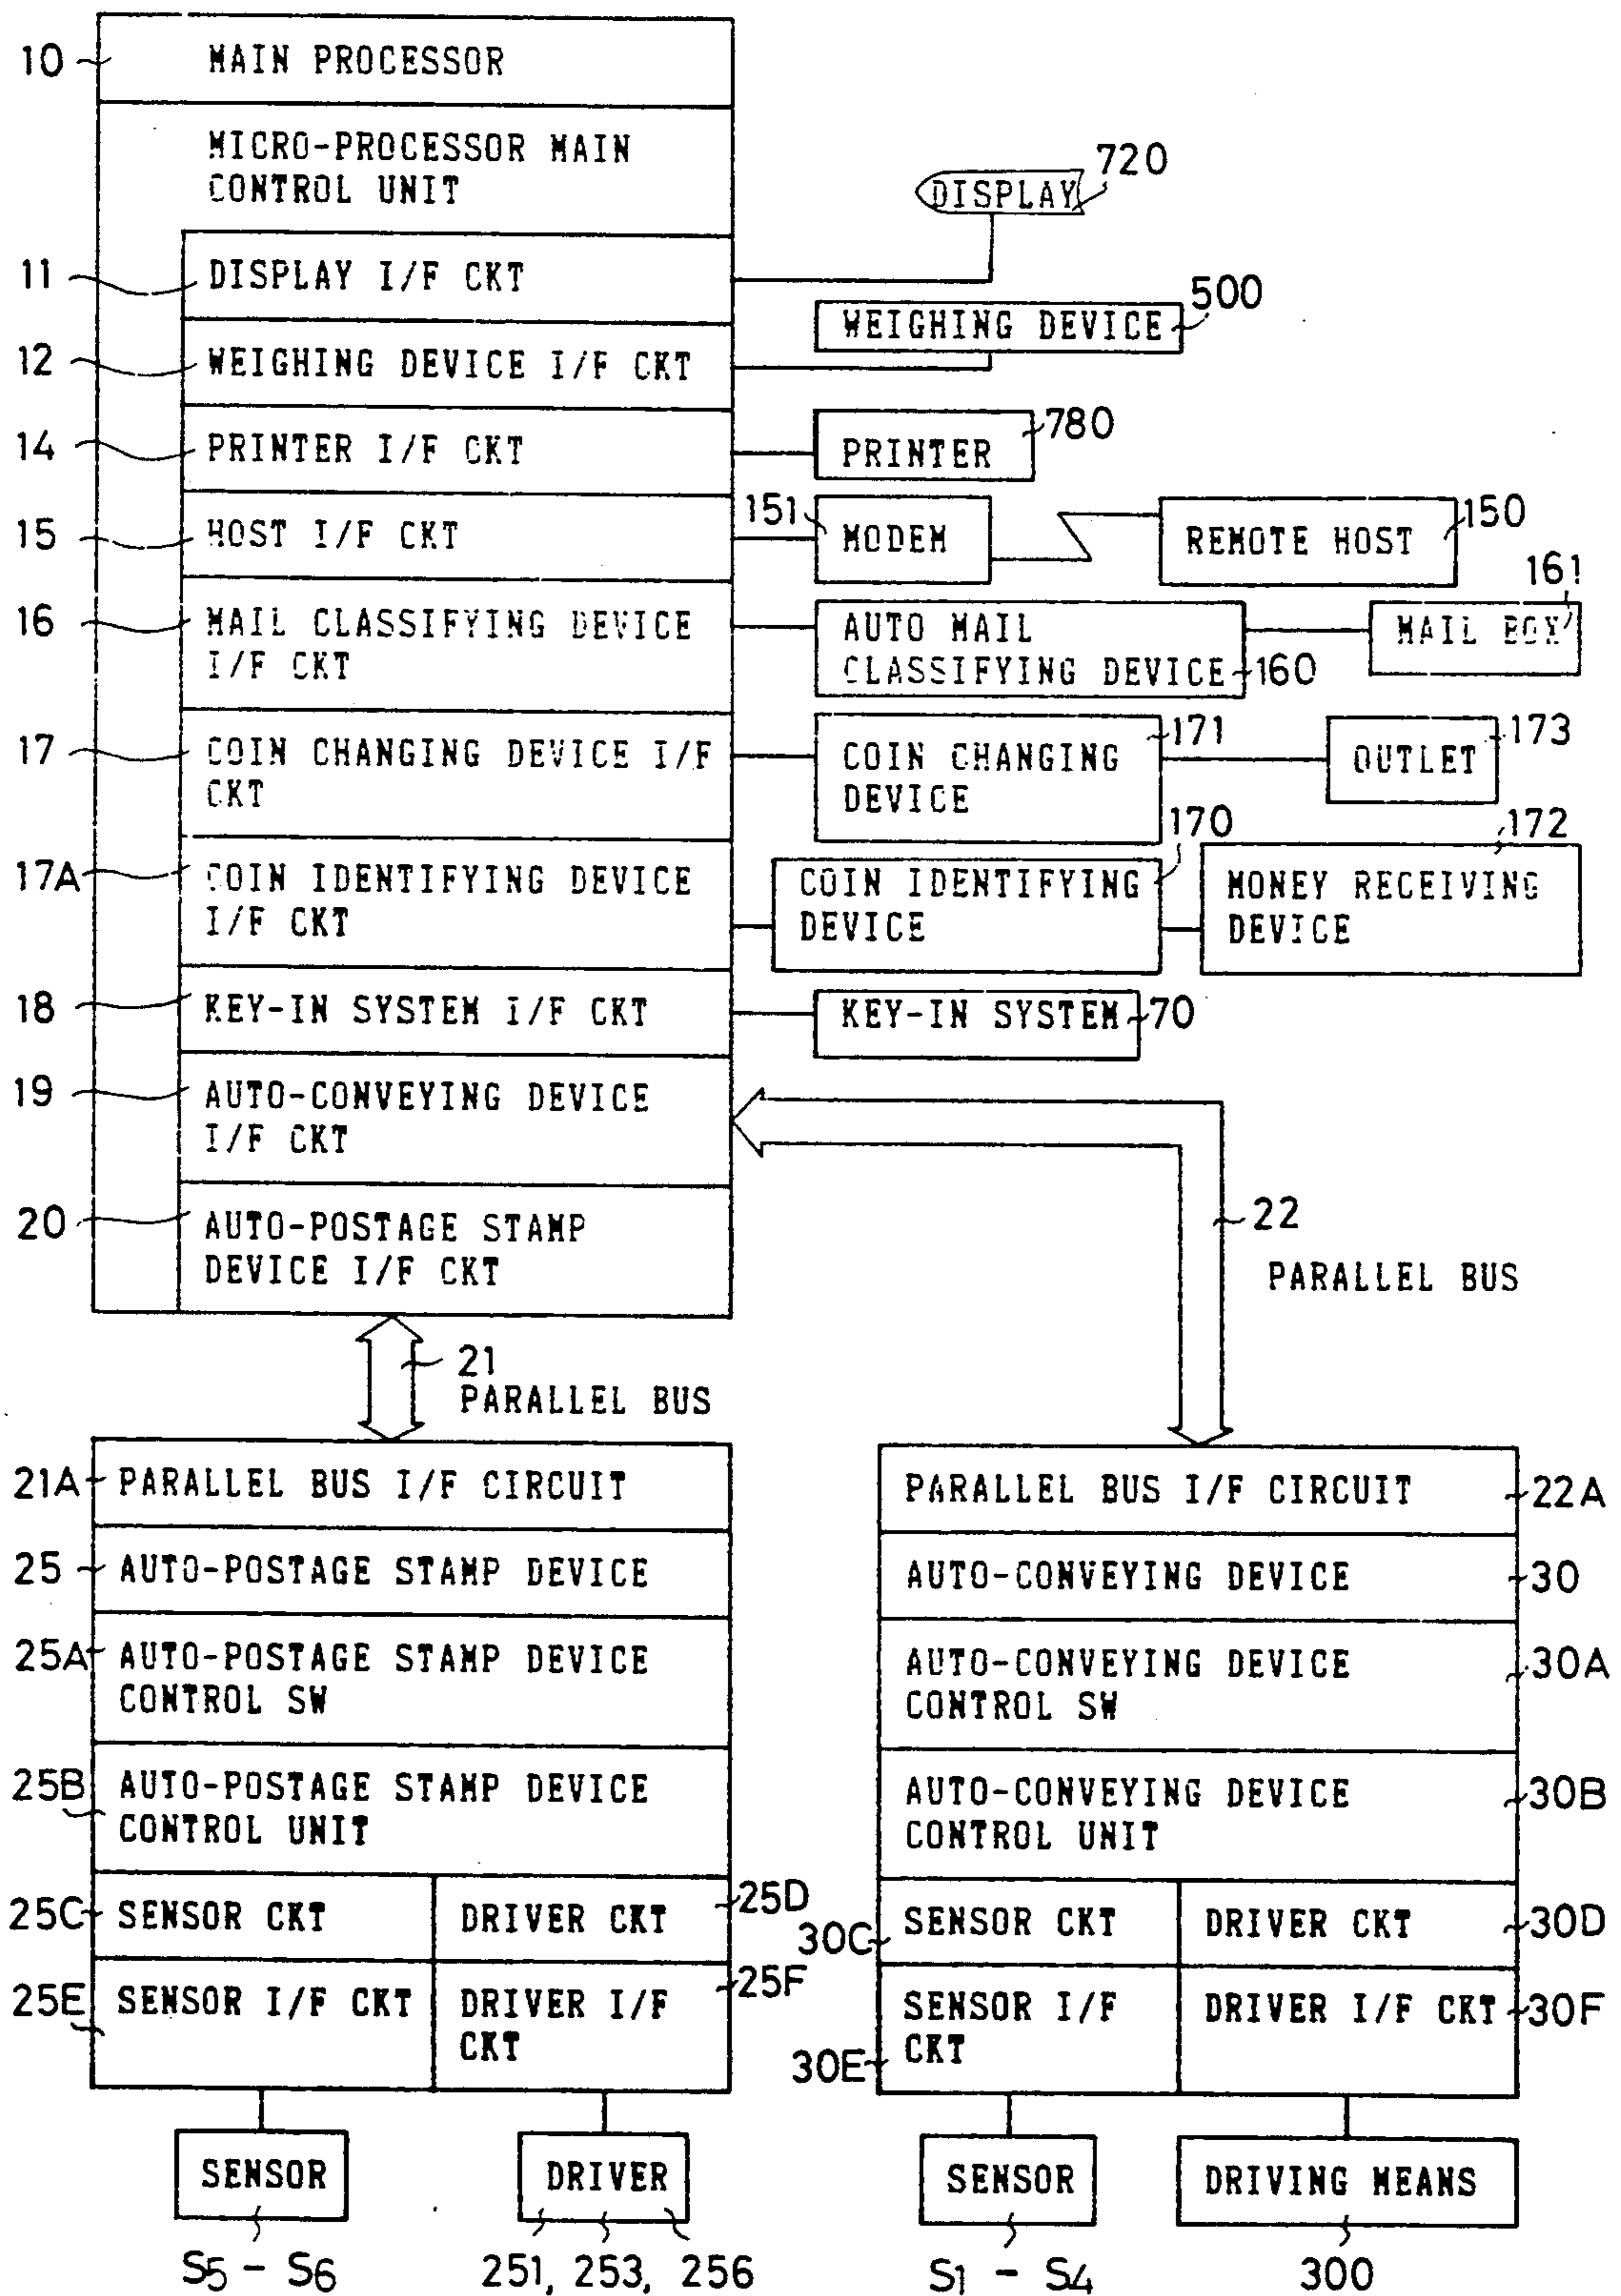 10
MAIN PROCESSOR
MICRO-PROCESSOR MAIN
CONTROL UNIT
720
DISPLAY
11
DISPLAY I/F CKT
500
WEIGHING DEVICE
12
WEIGHING DEVICE I/F CKT
14
PRINTER I/F CKT
780
PRINTER
15
HOST I/F CKT
151
MODEM
REMOTE HOST
150
16
MAIL CLASSIFYING DEVICE
I/F CKT
AUTO MAIL
CLASSIFYING DEVICE
160
161
MAIL BOX
17
COIN CHANGING DEVICE I/F
CKT
COIN CHANGING
DEVICE
171
OUTLET
173
17A
COIN IDENTIFYING DEVICE
I/F CKT
COIN IDENTIFYING
DEVICE
170
172
MONEY RECEIVING
DEVICE
18
KEY-IN SYSTEM I/F CKT
KEY-IN SYSTEM
70
19
AUTO-CONVEYING DEVICE
I/F CKT
20
AUTO-POSTAGE STAMP
DEVICE I/F CKT
22
PARALLEL BUS
21
PARALLEL BUS
21A
PARALLEL BUS I/F CIRCUIT
25
AUTO-POSTAGE STAMP DEVICE
25A
AUTO-POSTAGE STAMP DEVICE
CONTROL SW
25B
AUTO-POSTAGE STAMP DEVICE
CONTROL UNIT
25C
SENSOR CKT
DRIVER CKT
25D
25E
SENSOR I/F CKT
DRIVER I/F
CKT
25F
SENSOR
DRIVER
S5 - S6
251, 253, 256
PARALLEL BUS I/F CIRCUIT
22A
AUTO-CONVEYING DEVICE
30
AUTO-CONVEYING DEVICE
CONTROL SW
30A
AUTO-CONVEYING DEVICE
CONTROL UNIT
30B
30C
SENSOR CKT
DRIVER CKT
30D
SENSOR I/F
CKT
30E
DRIVER I/F CKT
30F
SENSOR
DRIVING MEANS
S1 - S4
300